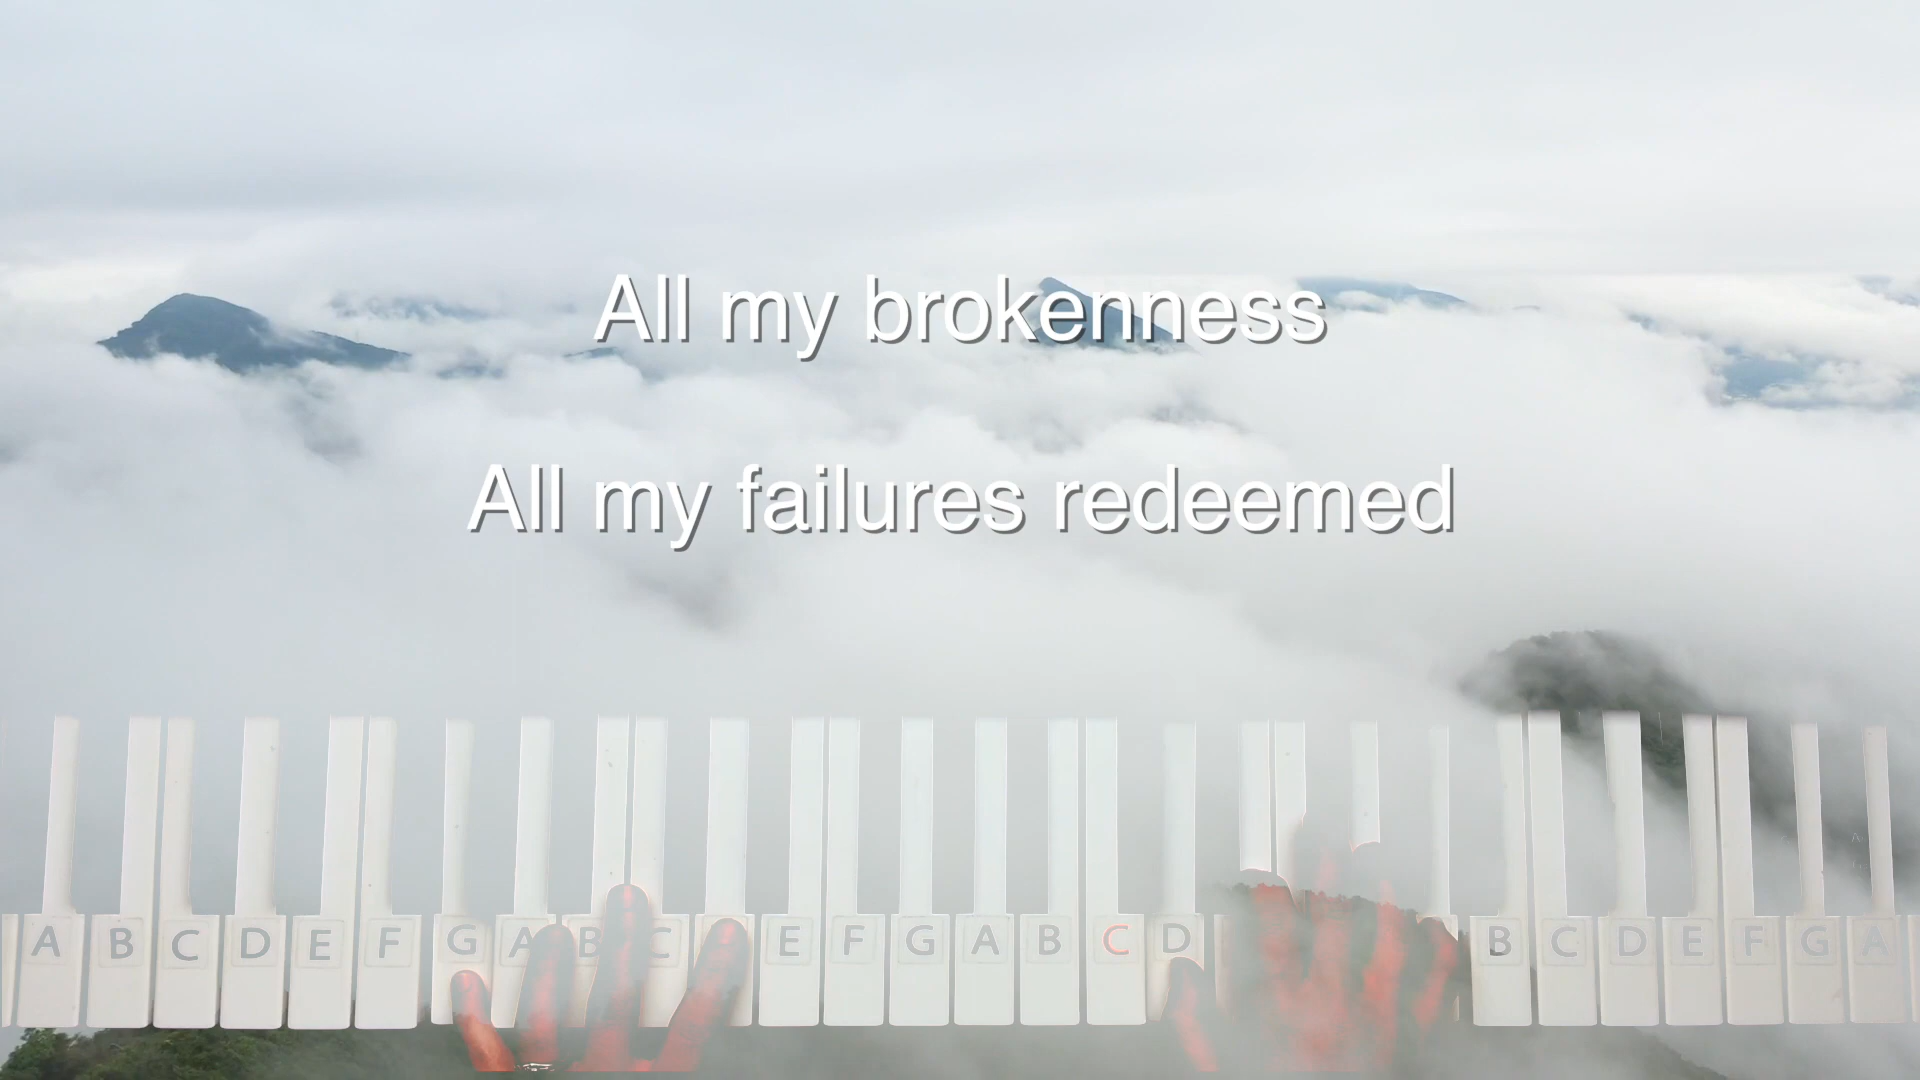 All my brokenness
All my failures redeemed
A B C D E F G A B C E F G A B C D B C D E F G A